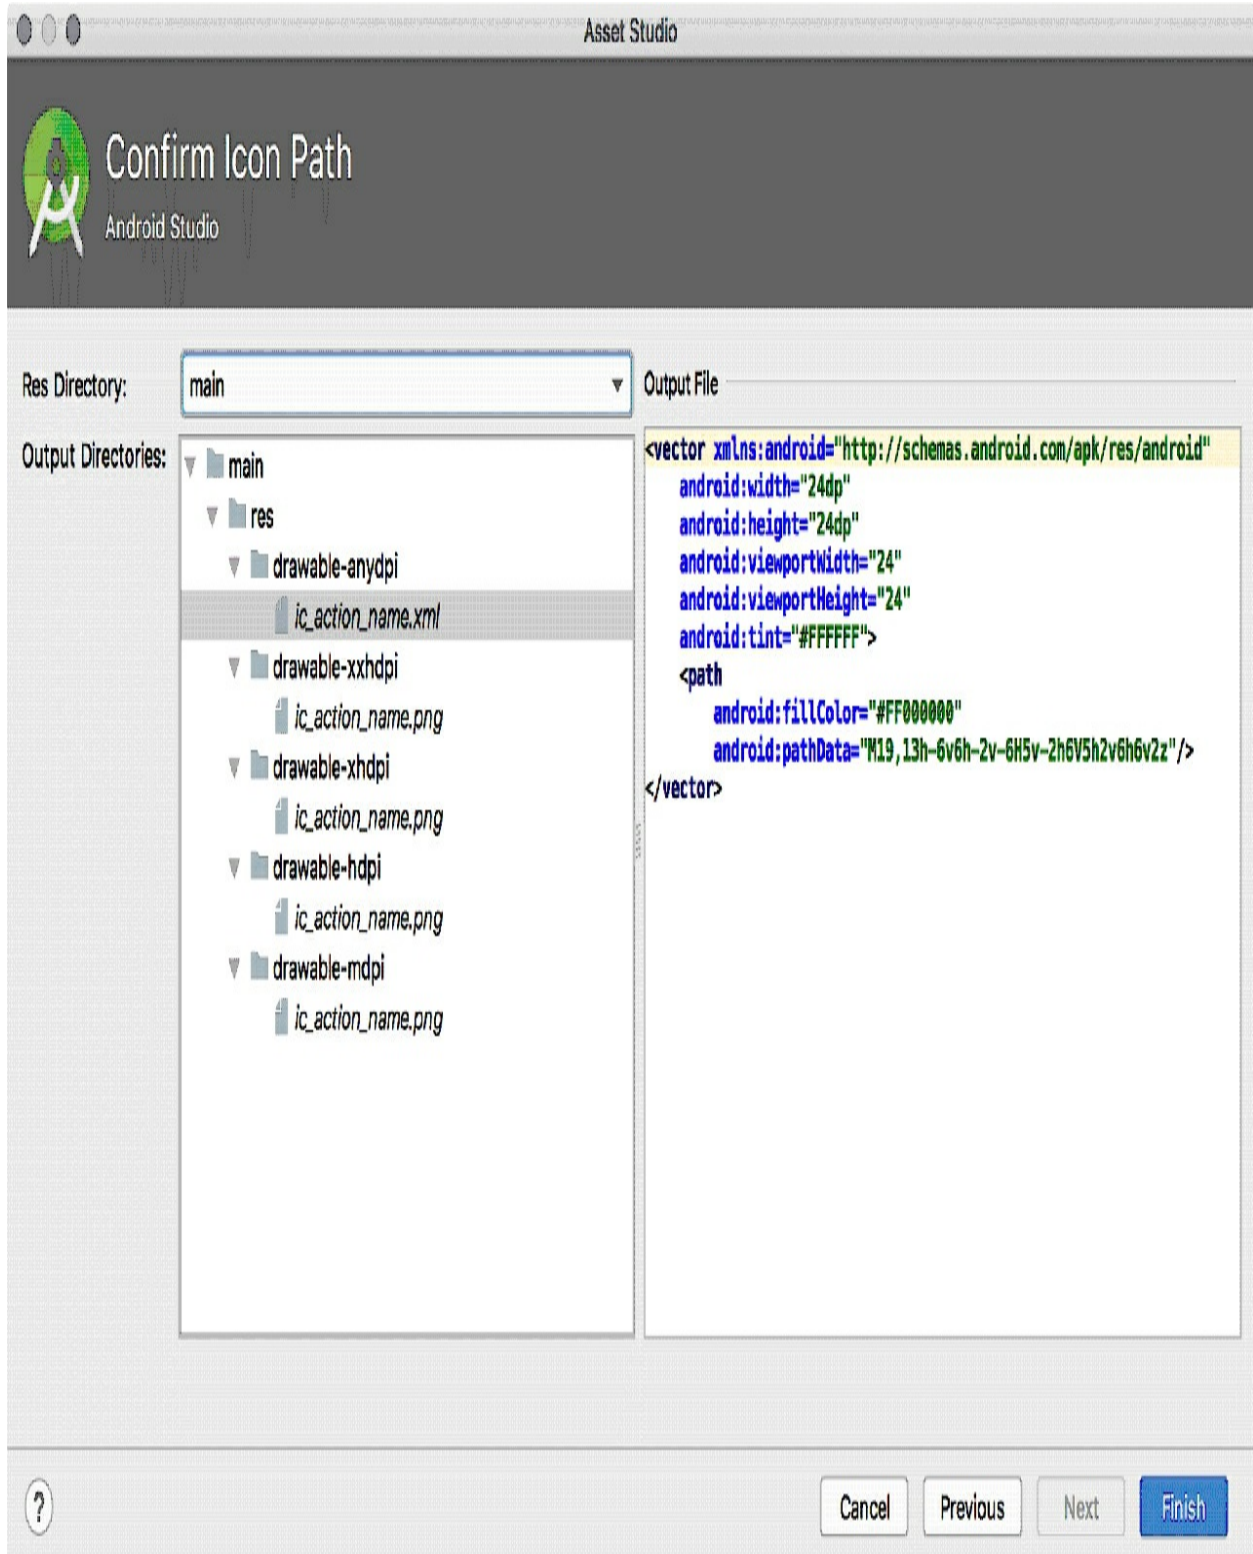 Asset Studio
Confirm Icon Path
Android Studio
Res Directory:
main
Output Directories:
main
res
drawable-anydpi
ic_action_name.xml
drawable-xxhdpi
ic_action_name.png
drawable-xhdpi
ic_action_name.png
drawable-hdpi
ic_action_name.png
drawable-mdpi
ic_action_name.png
Output File
<vector xmlns:android="http://schemas.android.com/apk/res/android"
android:width="24dp"
android:height="24dp"
android:viewportWidth="24"
android:viewportHeight="24"
android:tint="#FFFFFF">
<path
android:fillColor="#FF000000"
android:pathData="M19,13h-6v6h-2v-6H5v-2h6V5h2v6h6v2z"/>
</vector>
?
Cancel
Previous
Next
Finish